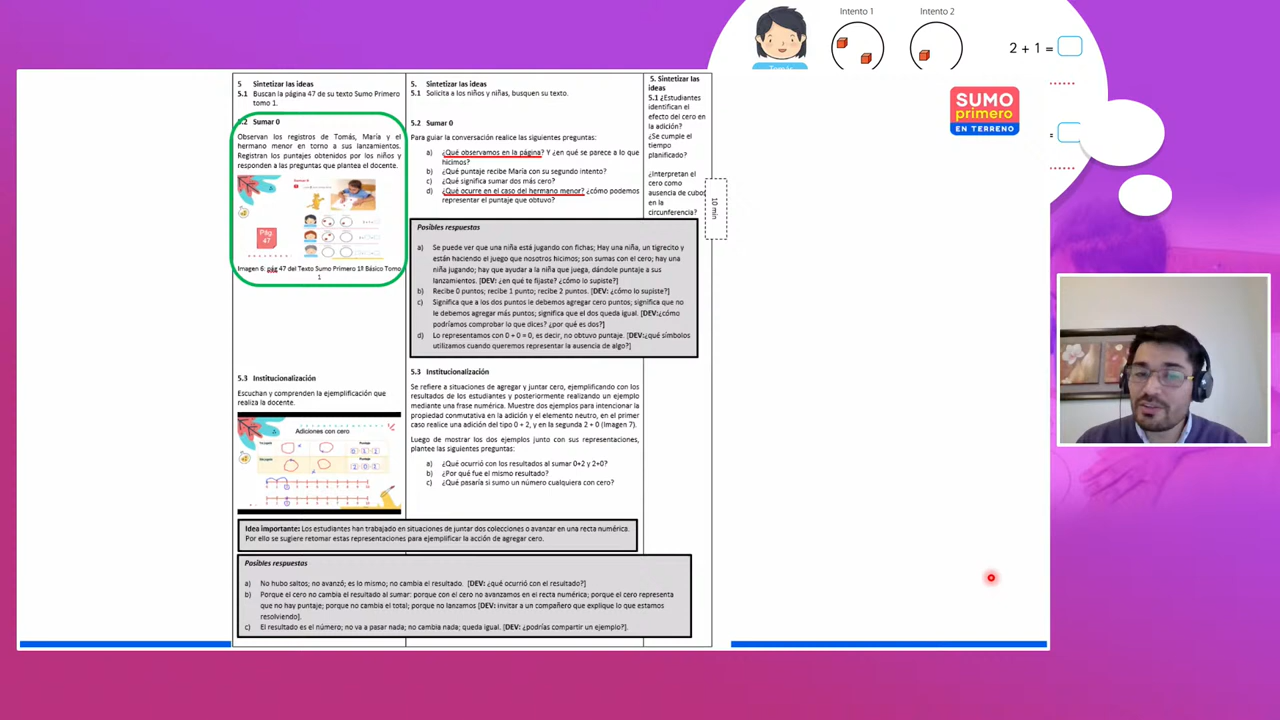 Intento 1
Intento 2
2 + 1 =
=
SUMO
primero
EN TERRENO
5 Sintetizar las ideas
5.1 Buscan la página 47 de su texto Sumo Primero
tomo 1.
5.2 Sumar 0
Observan los registros de Tomás, María y el
hermano menor en torno a sus lanzamientos.
Registran los puntajes obtenidos por los niños y
responden a las preguntas que plantea el docente.
Pág.
47
Imagen 6: pág 47 del Texto Sumo Primero 1º Básico Tomo
1
5.3 Institucionalización
Escuchan y comprenden la ejemplificación que
realiza la docente.
Adiciones con cero
5. Sintetizar las ideas
5.1 Solicita a los niños y niñas, busquen su texto.
5.2 Sumar 0
Para guiar la conversación realice las siguientes preguntas:
a) ¿Qué observamos en la página? Y ¿en qué se parece a lo que
hicimos?
b) ¿Qué puntaje recibe María con su segundo intento?
c) ¿Qué significa sumar dos más cero?
d) ¿Qué ocurre en el caso del hermano menor? ¿cómo podemos
representar el puntaje que obtuvo?
Posibles respuestas
a) Se puede ver que una niña está jugando con fichas; Hay una niña, un tigrecito y
están haciendo el juego que nosotros hicimos; son sumas con el cero; hay una
niña jugando; hay que ayudar a la niña que juega, dándole puntaje a sus
lanzamientos. [DEV: ¿en qué te fijaste? ¿cómo lo supiste?]
b) Recibe 0 puntos; recibe 1 punto; recibe 2 puntos. [DEV: ¿cómo lo supiste?]
c) Significa que a los dos puntos le debemos agregar cero puntos; significa que no
le debemos agregar más puntos; significa que el dos queda igual. [DEV:¿cómo
podríamos comprobar lo que dices? ¿por qué es dos?]
d) Lo representamos con 0 + 0 = 0, es decir, no obtuvo puntaje. [DEV:¿qué símbolos
utilizamos cuando queremos representar la ausencia de algo?]
5.3 Institucionalización
Se refiere a situaciones de agregar y juntar cero, ejemplificando con los
resultados de los estudiantes y posteriormente realizando un ejemplo
mediante una frase numérica. Muestre dos ejemplos para intencionar la
propiedad conmutativa en la adición y el elemento neutro, en el primer
caso realice una adición del tipo 0 + 2, y en la segunda 2 + 0 (Imagen 7).
Luego de mostrar los dos ejemplos junto con sus representaciones,
plantee las siguientes preguntas:
a) ¿Qué ocurrió con los resultados al sumar 0+2 y 2+0?
b) ¿Por qué fue el mismo resultado?
c) ¿Qué pasaría si sumo un número cualquiera con cero?
5. Sintetizar las
ideas
5.1 ¿Estudiantes
identifican el
efecto del cero en
la adición?
¿Se cumple el
tiempo
planificado?
¿Interpretan el
cero como
ausencia de cubos
en la
circunferencia?
10 min
Idea importante: Los estudiantes han trabajado en situaciones de juntar dos colecciones o avanzar en una recta numérica.
Por ello se sugiere retomar estas representaciones para ejemplificar la acción de agregar cero.
Posibles respuestas
a) No hubo saltos; no avanzó; es lo mismo; no cambia el resultado. [DEV: ¿qué ocurrió con el resultado?]
b) Porque el cero no cambia el resultado al sumar; porque con el cero no avanzamos en el recta numérica; porque el cero representa
que no hay puntaje; porque no cambia el total; porque no lanzamos [DEV: invitar a un compañero que explique lo que estamos
resolviendo].
c) El resultado es el número; no va a pasar nada; no cambia nada; queda igual. [DEV: ¿podrías compartir un ejemplo?].